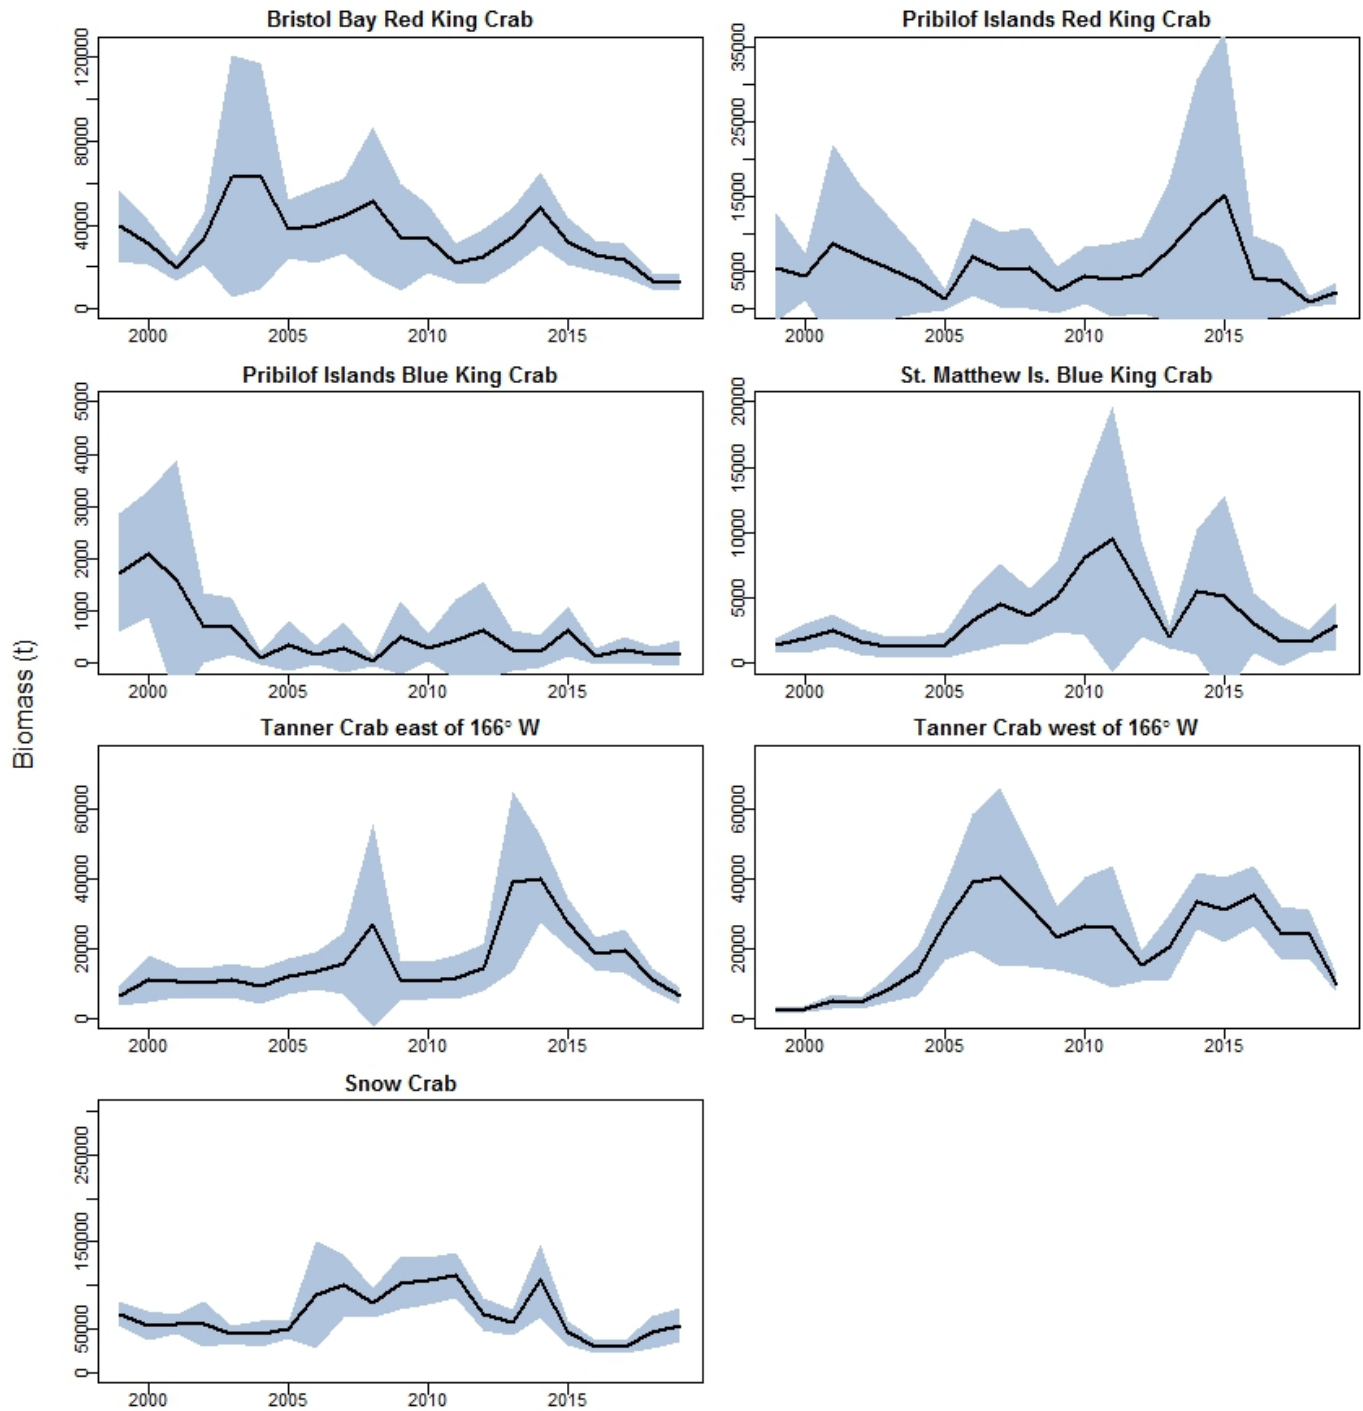 Bristol Bay Red King Crab
120000
80000
40000
0
2000 2005 2010 2015
Pribilof Islands Red King Crab
35000
25000
15000
5000
0
2000 2005 2010 2015
Pribilof Islands Blue King Crab
5000
4000
3000
2000
1000
0
2000 2005 2010 2015
St. Matthew Is. Blue King Crab
20000
15000
10000
5000
0
2000 2005 2010 2015
Biomass (t)
Tanner Crab east of 166° W
60000
40000
20000
0
2000 2005 2010 2015
Tanner Crab west of 166° W
60000
40000
20000
0
2000 2005 2010 2015
Snow Crab
250000
150000
50000
0
2000 2005 2010 2015